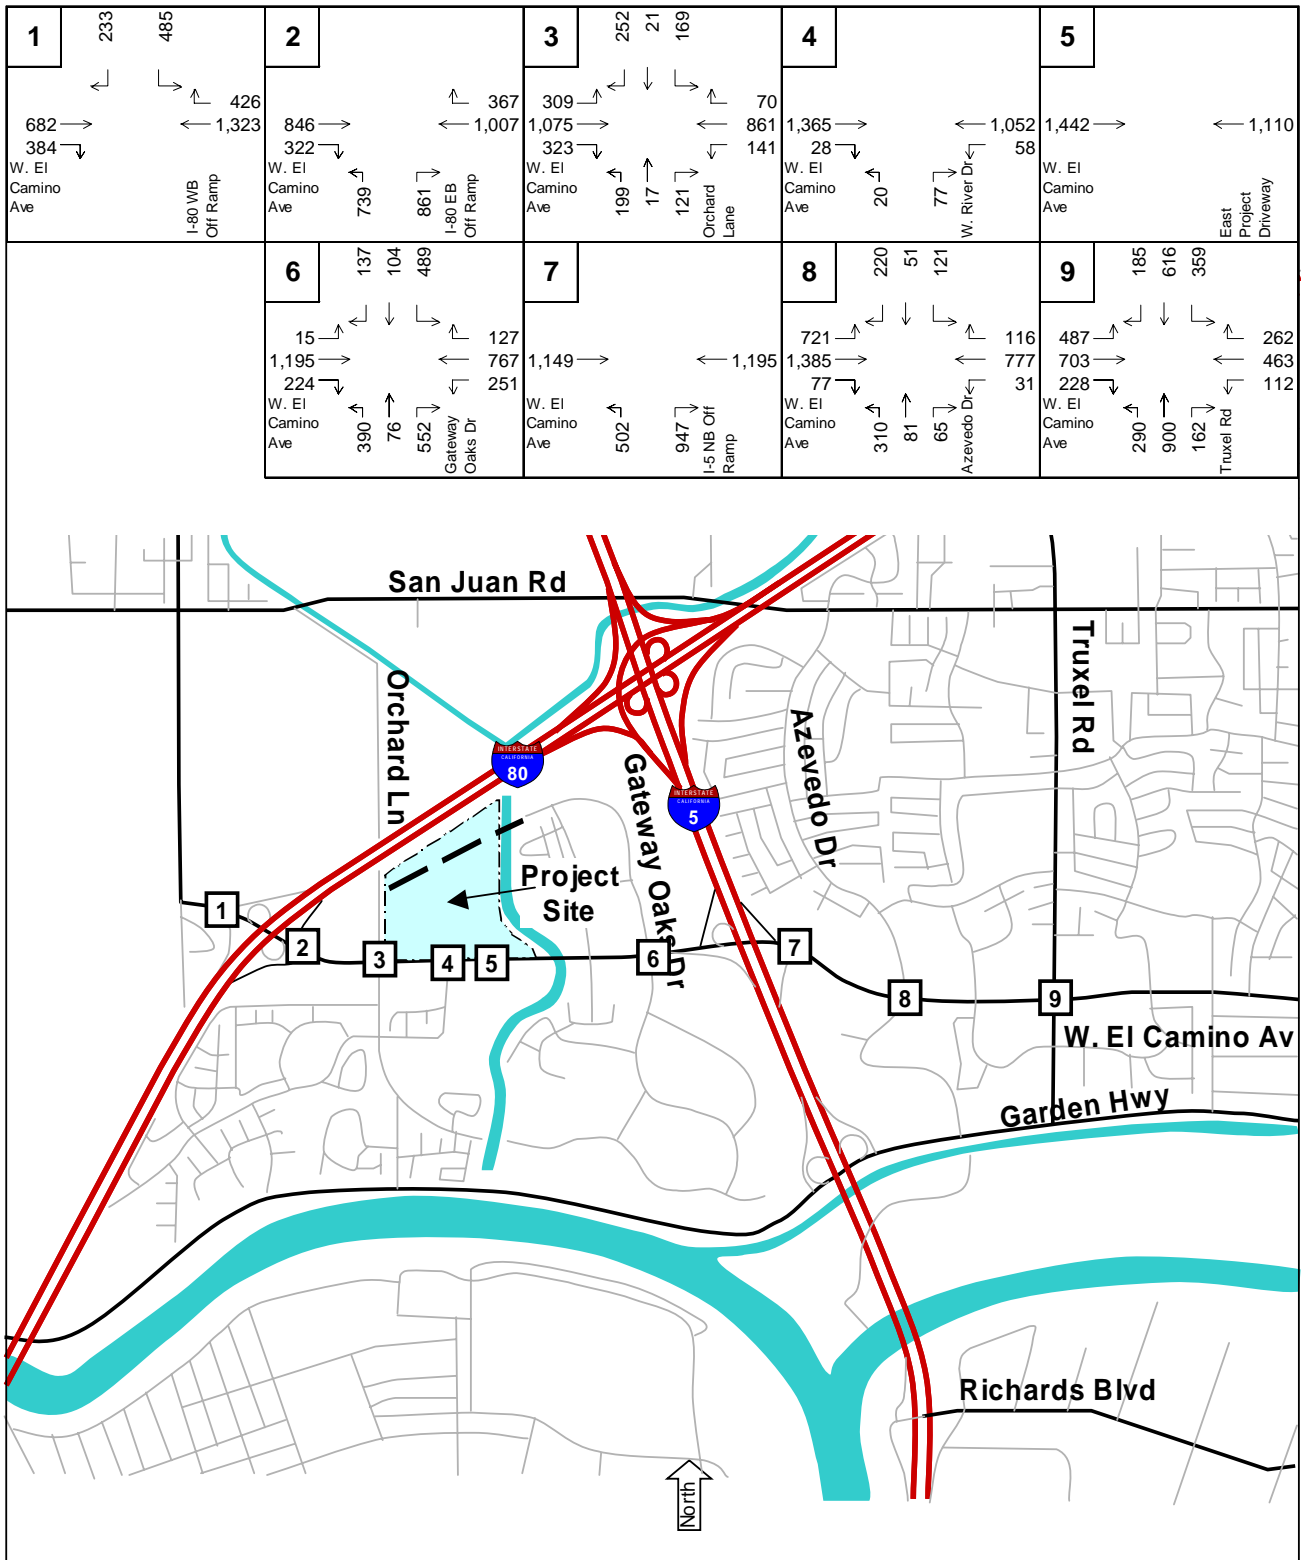 1
233
485
426
682
1,323
384
W. El
Camino
Ave
I-80 WB
Off Ramp
2
367
846
1,007
322
W. El
Camino
Ave
739
861
I-80 EB
Off Ramp
3
252
21
169
309
70
1,075
861
323
141
W. El
Camino
Ave
199
17
121
Orchard
Lane
4
1,365
1,052
28
58
W. El
Camino
Ave
20
77
W. River Dr
5
1,442
1,110
W. El
Camino
Ave
East
Project
Driveway
6
137
104
489
15
127
1,195
767
224
251
W. El
Camino
Ave
390
76
552
Gateway
Oaks Dr
7
1,149
1,195
W. El
Camino
Ave
502
947
I-5 NB Off
Ramp
8
220
51
121
721
116
1,385
777
77
31
W. El
Camino
Ave
310
81
65
Azevedo Dr
9
185
616
359
487
262
703
463
228
112
W. El
Camino
Ave
290
900
162
Truxel Rd
San Juan Rd
Orchard Ln
Truxel Rd
Azevedo Dr
INTERSTATE
CALIFORNIA
80
Gateway Oaks Dr
INTERSTATE
CALIFORNIA
5
Project
Site
1
2
3
4
5
6
7
8
9
W. El Camino Av
Garden Hwy
Richards Blvd
North